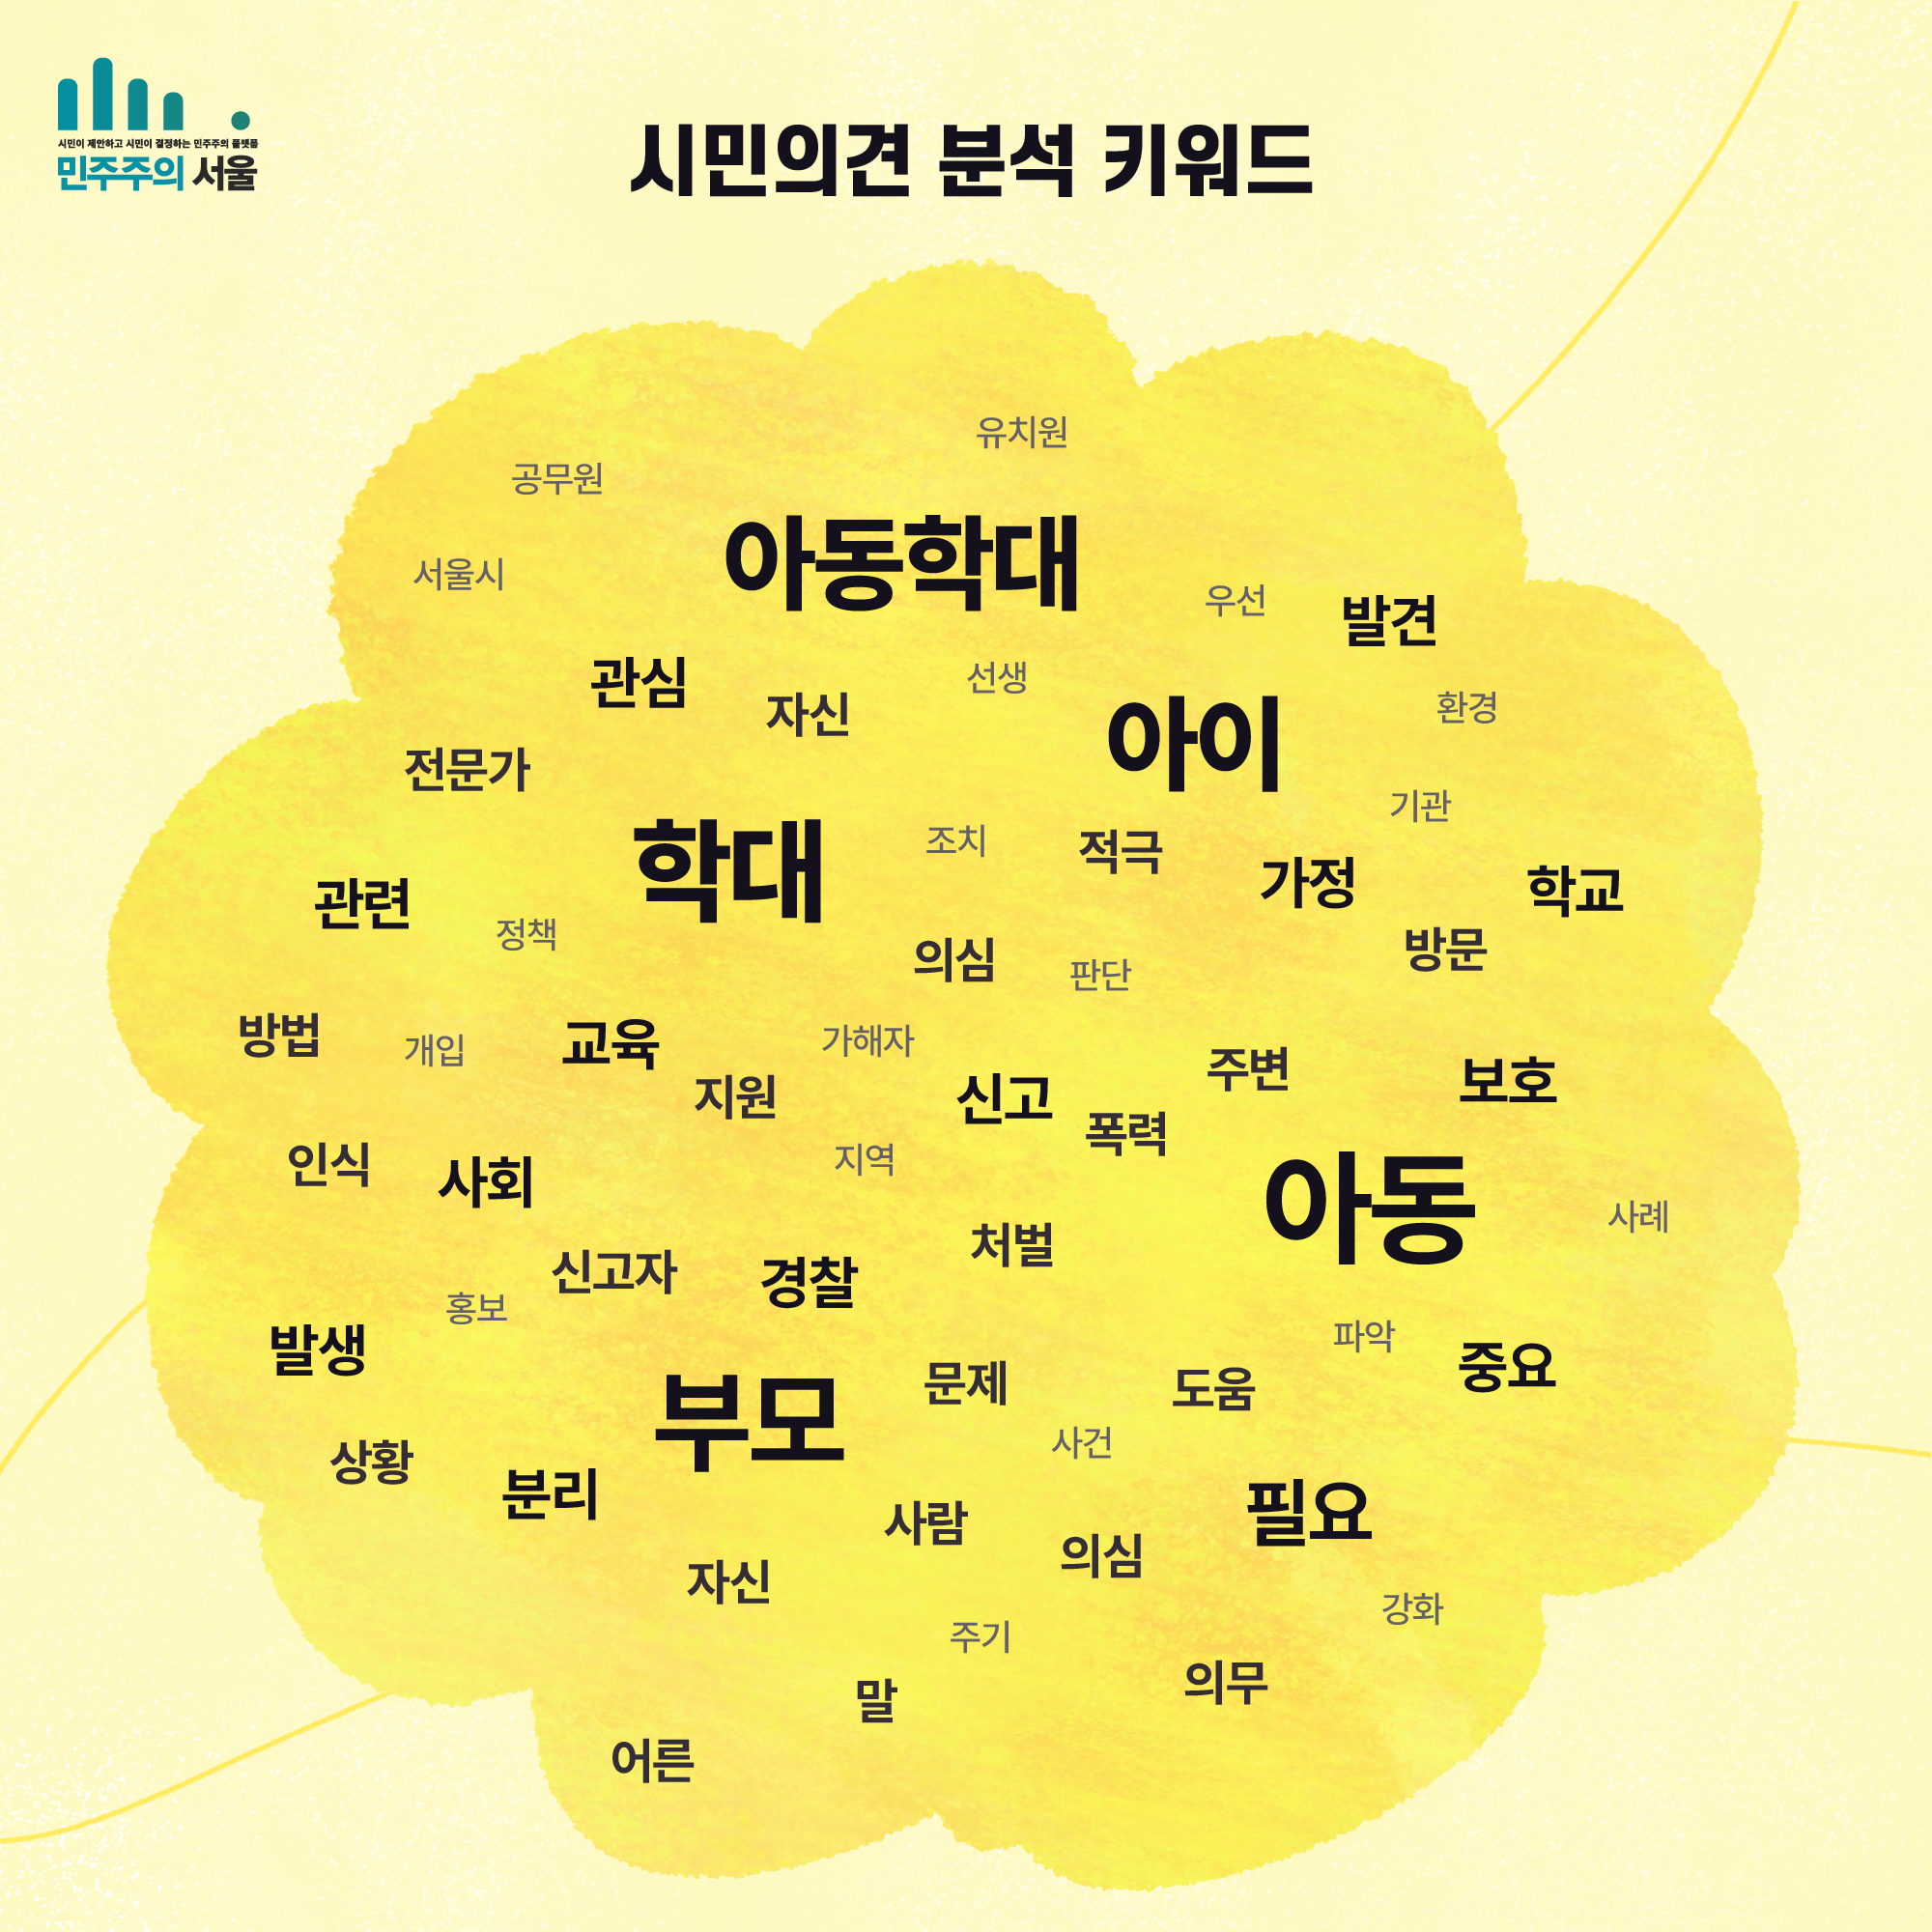 시민이 제안하고 시민이 결정하는 민주주의 플랫폼
민주주의 서울
시민의견 분석 키워드
유치원
공무원
아동학대
서울시
우선
발견
관심
선생
자신
환경
아이
전문가
기관
조치
적극
학대
가정
학교
관련
정책
방문
의심
판단
방법
개입
교육
가해자
주변
보호
지원
신고
폭력
인식
사회
지역
아동
사례
처벌
신고자
경찰
홍보
파악
발생
중요
문제
도움
부모
사건
상황
분리
필요
사람
의심
자신
강화
주기
의무
말
어른